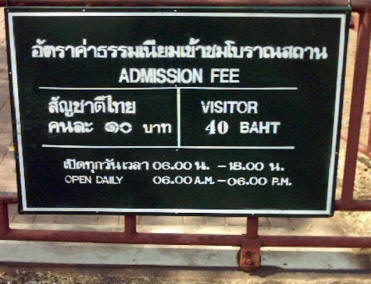 อัตราค่าธรรมเนียมเข้าชมโบราณสถาน
ADMISSION FEE
สัญชาติไทย
คนละ ๑๐ บาท
VISITOR
40 BAHT
เปิดทุกวันเวลา 06.00 น. -18.00 น.
OPEN DAILY 06.00 A.M.-06.00 P.M.